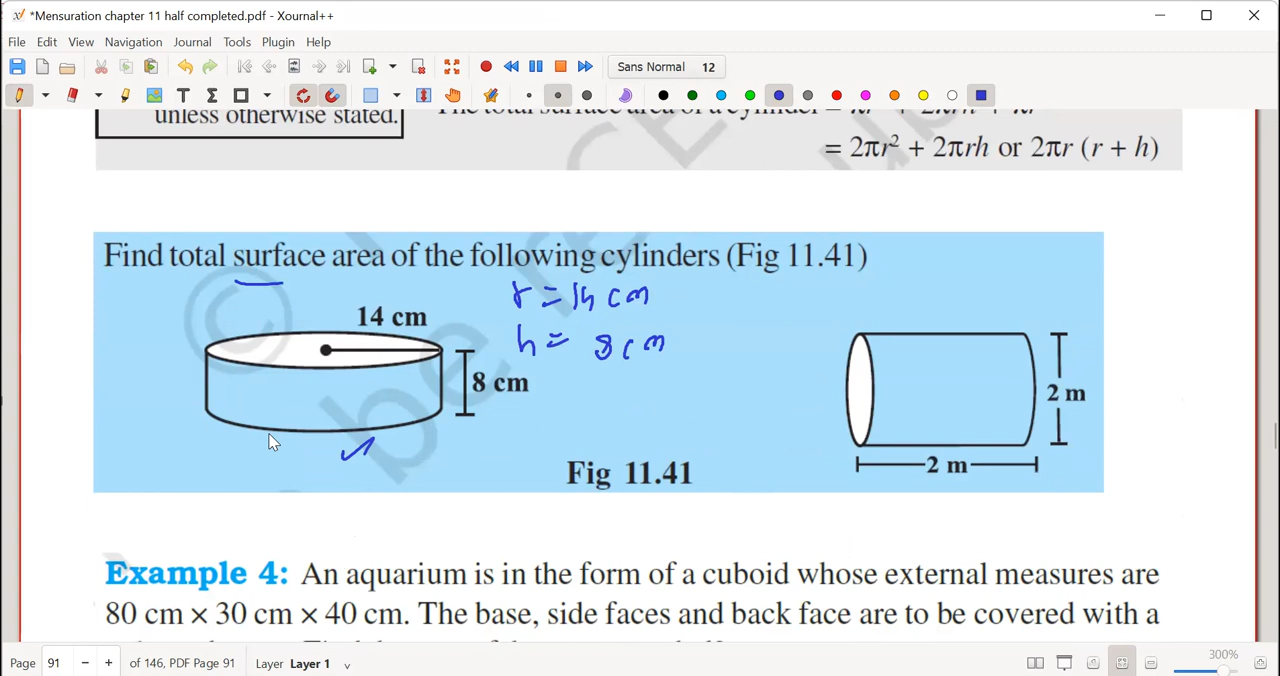 *Mensuration chapter 11 half completed.pdf - Xournal++
File Edit View Navigation Journal Tools Plugin Help
Sans Normal 12
unless otherwise stated.
= 2πr² + 2πrh or 2πr (r + h)
Find total surface area of the following cylinders (Fig 11.41)
r = 14 cm
14 cm
h = 8 cm
8 cm
2 m
2 m
Fig 11.41
Example 4: An aquarium is in the form of a cuboid whose external measures are
80 cm × 30 cm × 40 cm. The base, side faces and back face are to be covered with a
Page 91 - + of 146, PDF Page 91 Layer Layer 1 300%